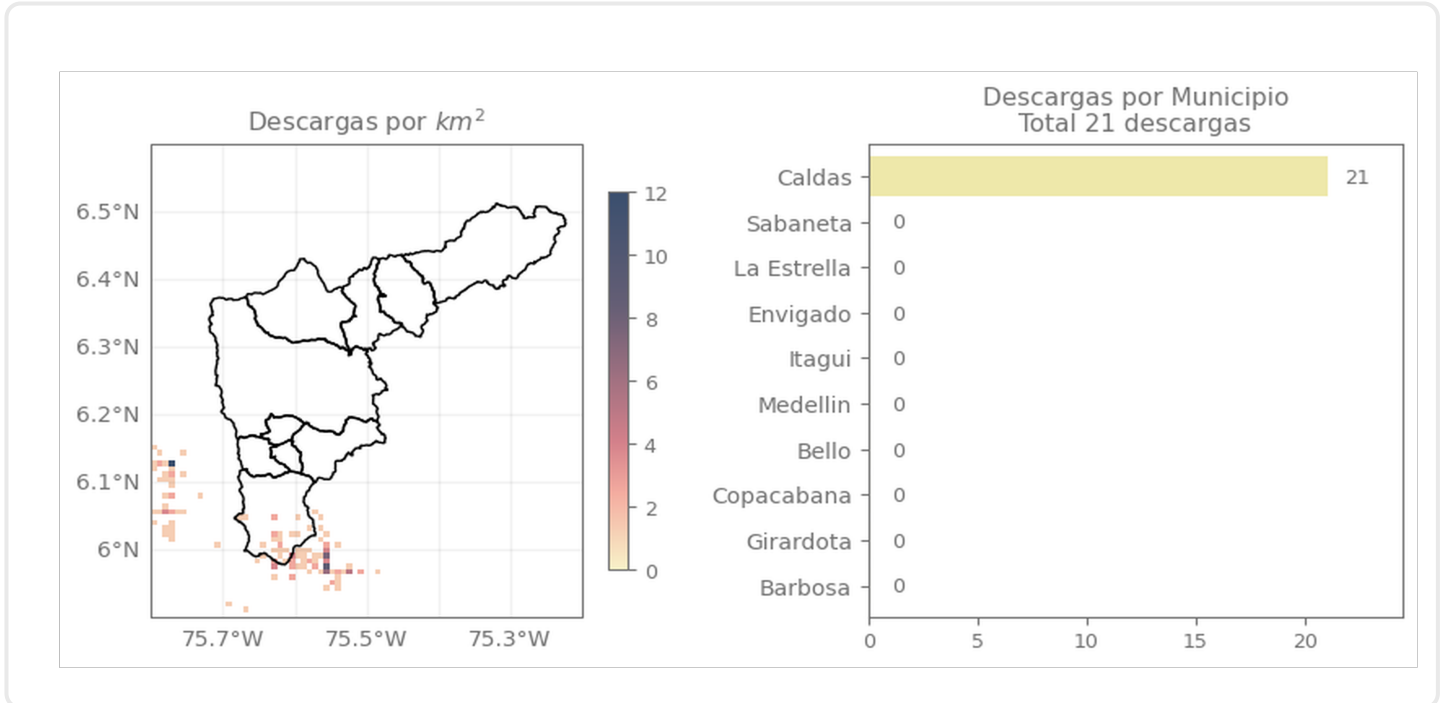 Descargas por km²
6.5°N
6.4°N
6.3°N
6.2°N
6.1°N
6°N
75.7°W 75.5°W 75.3°W
12
10
8
6
4
2
0
Descargas por Municipio
Total 21 descargas
Caldas 21
Sabaneta 0
La Estrella 0
Envigado 0
Itagui 0
Medellin 0
Bello 0
Copacabana 0
Girardota 0
Barbosa 0
0 5 10 15 20